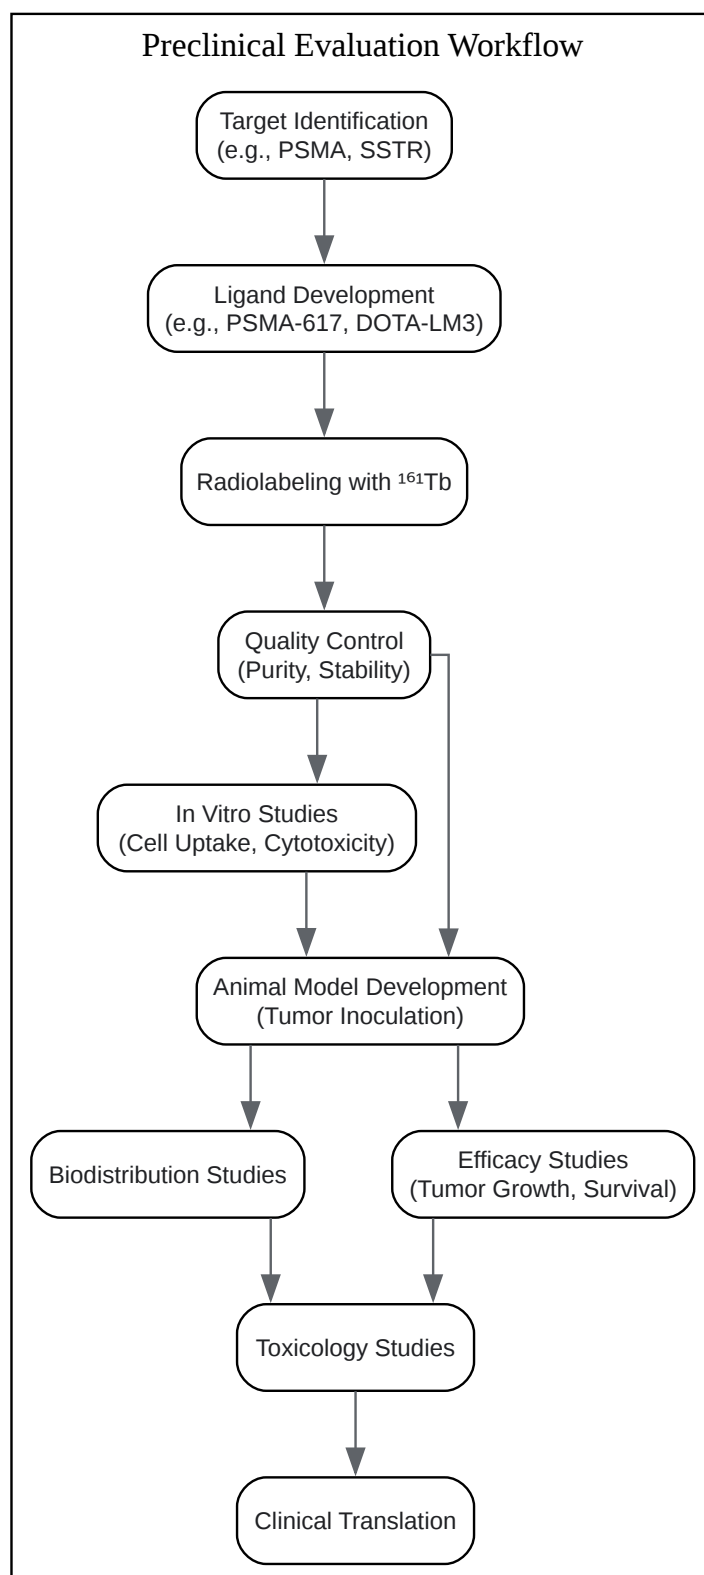 Preclinical Evaluation Workflow
Target Identification
(e.g., PSMA, SSTR)
Ligand Development
(e.g., PSMA-617, DOTA-LM3)
Radiolabeling with ¹⁶¹Tb
Quality Control
(Purity, Stability)
In Vitro Studies
(Cell Uptake, Cytotoxicity)
Animal Model Development
(Tumor Inoculation)
Biodistribution Studies
Efficacy Studies
(Tumor Growth, Survival)
Toxicology Studies
Clinical Translation